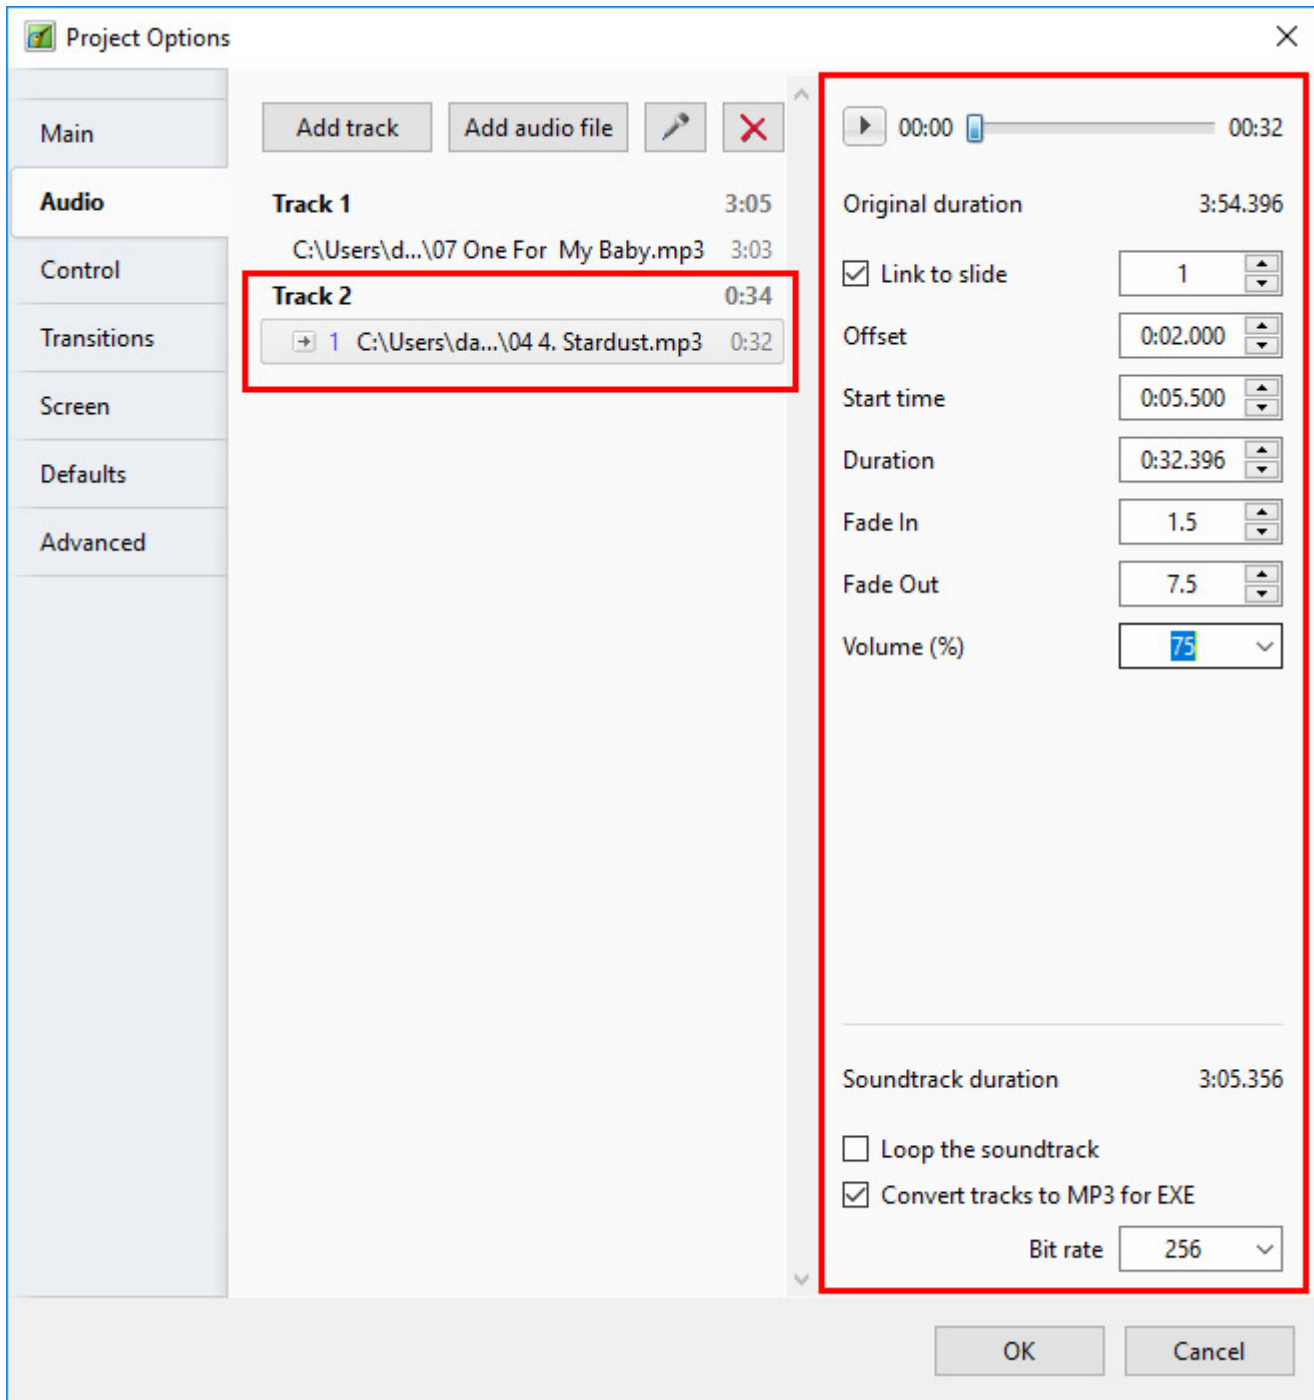 Project Options
Main
Audio
Control
Transitions
Screen
Defaults
Advanced
Add track Add audio file
Track 1 3:05
C:\Users\d...\07 One For My Baby.mp3 3:03
Track 2 0:34
1 C:\Users\da...\04 4. Stardust.mp3 0:32
00:00 00:32
Original duration 3:54.396
Link to slide 1
Offset 0:02.000
Start time 0:05.500
Duration 0:32.396
Fade In 1.5
Fade Out 7.5
Volume (%) 75
Soundtrack duration 3:05.356
Loop the soundtrack
Convert tracks to MP3 for EXE
Bit rate 256
OK Cancel